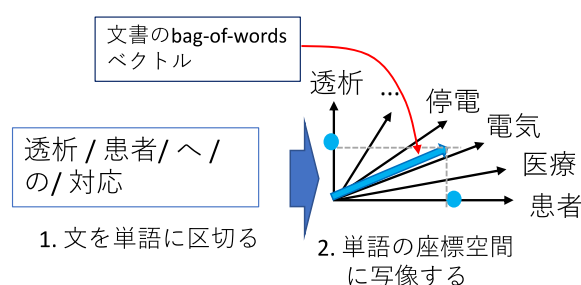 文書のbag-of-words
ベクトル
透析 / 患者/ へ /
の/ 対応
1. 文を単語に区切る
透析
...
停電
電気
医療
患者
2. 単語の座標空間
に写像する